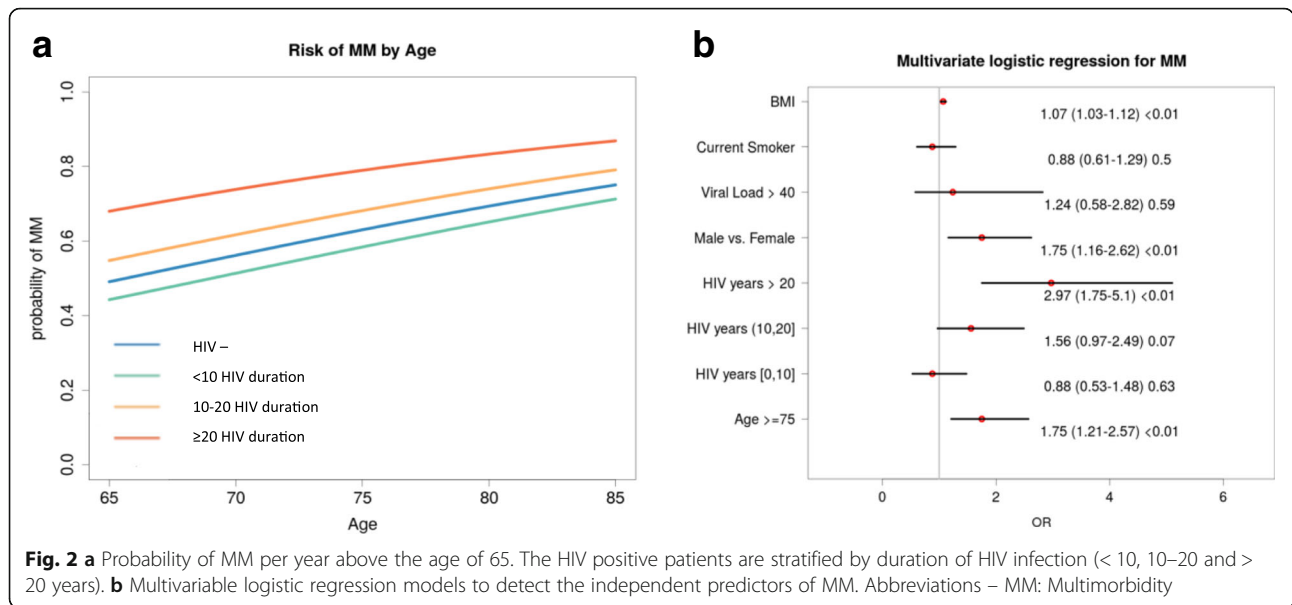 a
Risk of MM by Age
probability of MM
1.0
0.8
0.6
0.4
0.2
0.0
HIV –
<10 HIV duration
10-20 HIV duration
≥20 HIV duration
65 70 75 80 85
Age
b
Multivariate logistic regression for MM
BMI 1.07 (1.03-1.12) <0.01
Current Smoker 0.88 (0.61-1.29) 0.5
Viral Load > 40 1.24 (0.58-2.82) 0.59
Male vs. Female 1.75 (1.16-2.62) <0.01
HIV years > 20 2.97 (1.75-5.1) <0.01
HIV years (10,20] 1.56 (0.97-2.49) 0.07
HIV years [0,10] 0.88 (0.53-1.48) 0.63
Age >=75 1.75 (1.21-2.57) <0.01
0 2 4 6
OR
Fig. 2 a Probability of MM per year above the age of 65. The HIV positive patients are stratified by duration of HIV infection (< 10, 10–20 and >
20 years). b Multivariable logistic regression models to detect the independent predictors of MM. Abbreviations – MM: Multimorbidity